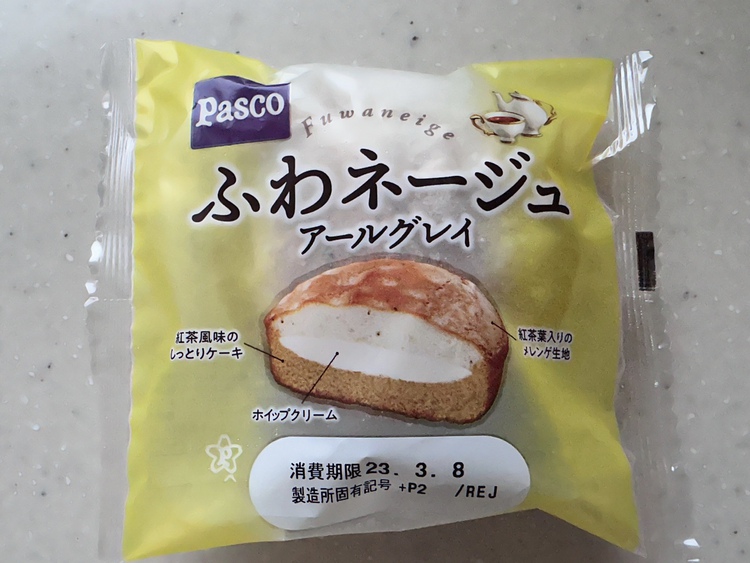 Pasco
Fuwaneige
ふわネージュ
アールグレイ
紅茶風味の
しっとりケーキ
紅茶葉入りの
メレンゲ生地
ホイップクリーム
P
消費期限 23. 3. 8
製造所固有記号 +P2 /REJ